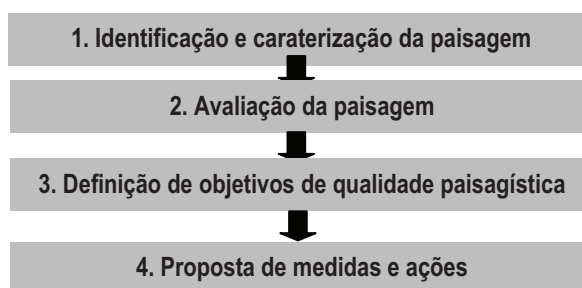 1. Identificação e caraterização da paisagem
2. Avaliação da paisagem
3. Definição de objetivos de qualidade paisagística
4. Proposta de medidas e ações